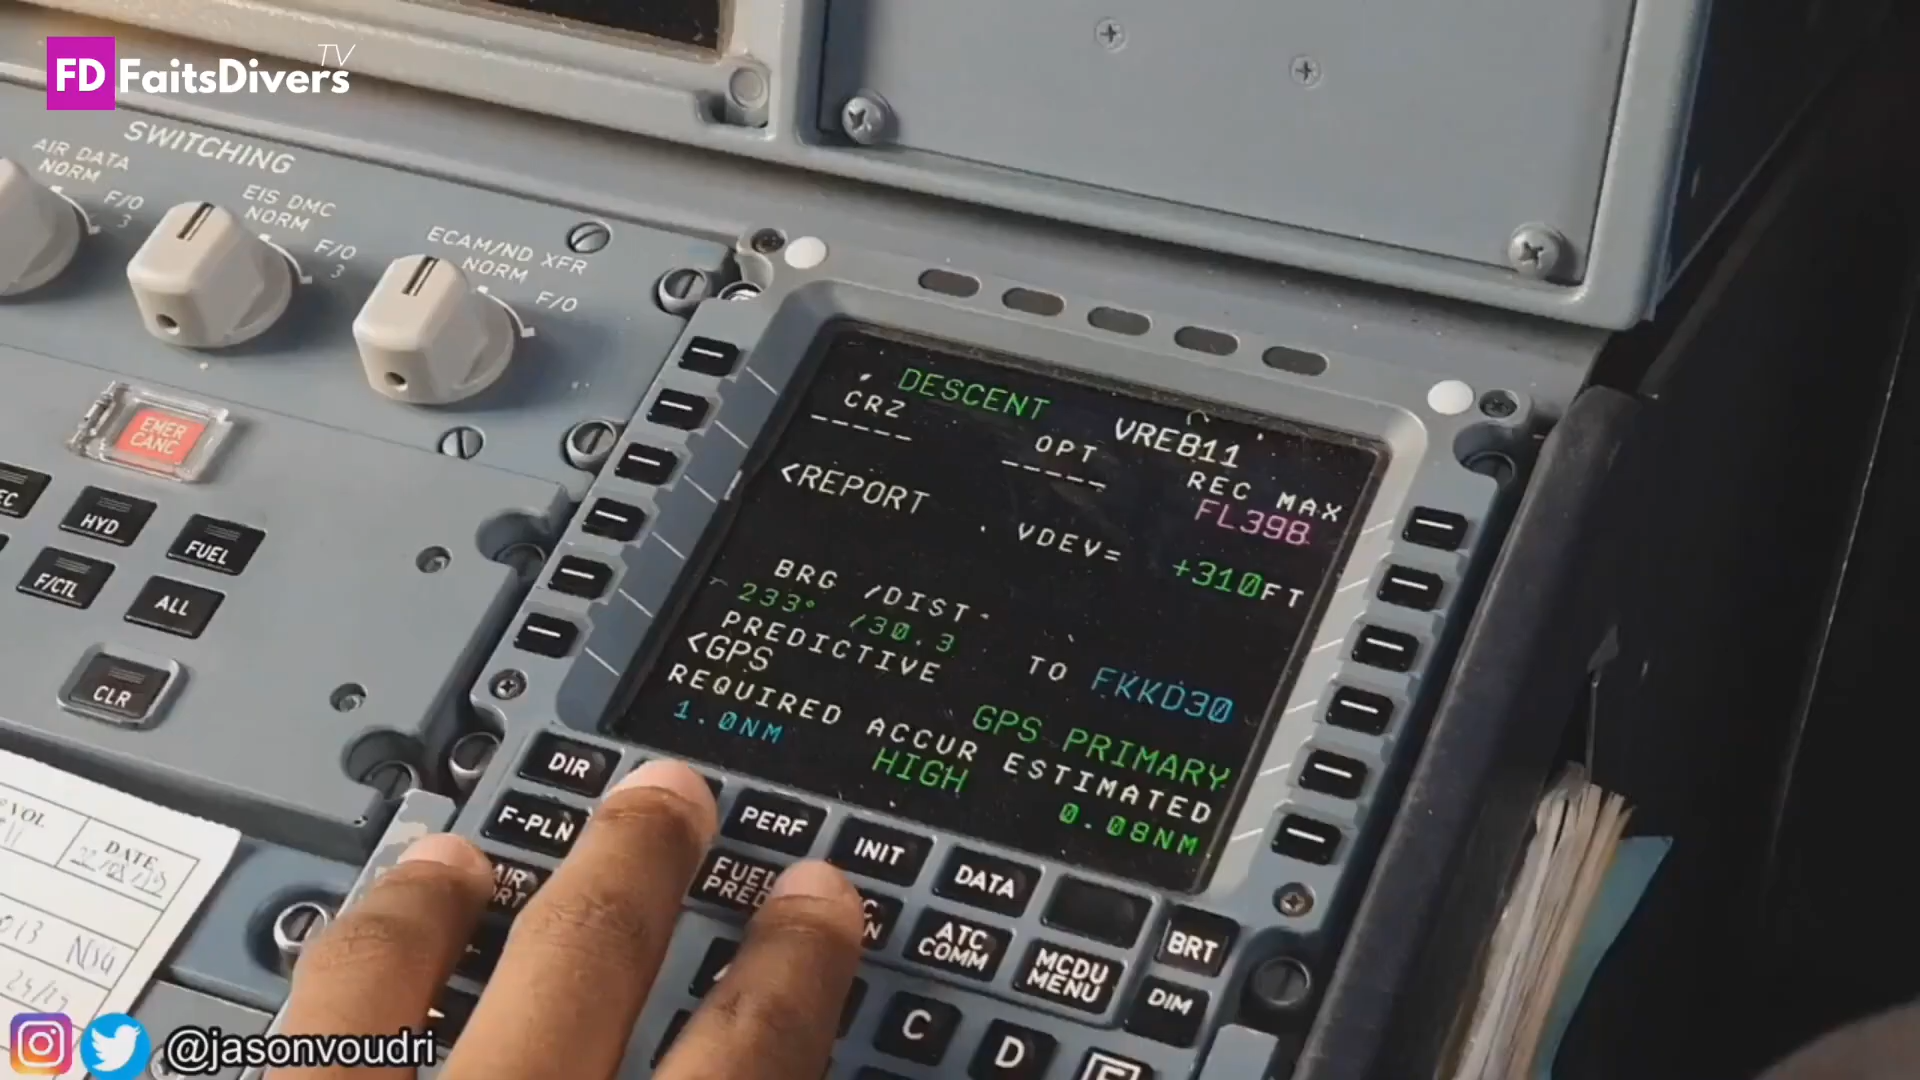 FD FaitsDivers TV
SWITCHING
AIR DATA
NORM
F/O
3
EIS DMC
NORM
F/O
3
ECAM/ND XFR
NORM
F/O
EMER
CANC
HYD
FUEL
F/CTL
ALL
CLR
DESCENT
VRE811
CRZ
OPT
REC MAX
-----
-----
FL398
<REPORT
VDEV=
+310FT
BRG /DIST
233° /30.3
TO FKKD30
PREDICTIVE
<GPS
GPS PRIMARY
REQUIRED ACCUR ESTIMATED
1.0NM
HIGH
0.08NM
DIR
PERF
INIT
DATA
BRT
F-PLN
FUEL
PRED
ATC
COMM
MCDU
MENU
DIM
AIR
C
D
VOL
DATE
@jasonvoudri